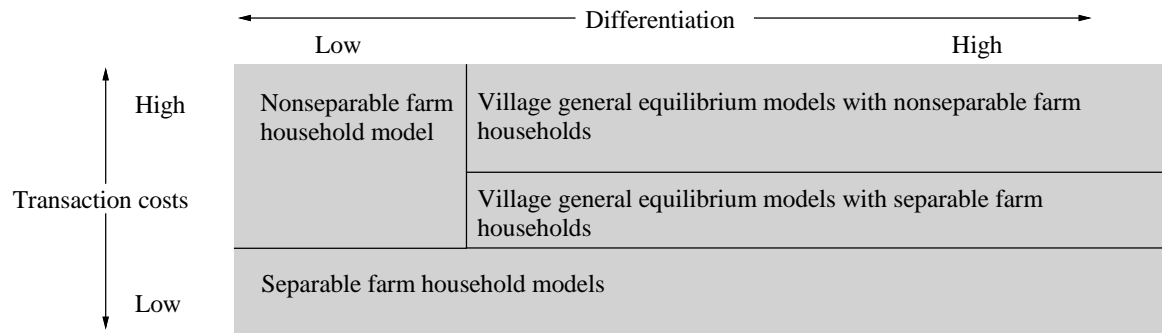 Differentiation
Low
High
High
Nonseparable farm
household model
Village general equilibrium models with nonseparable farm
households
Transaction costs
Village general equilibrium models with separable farm
households
Separable farm household models
Low